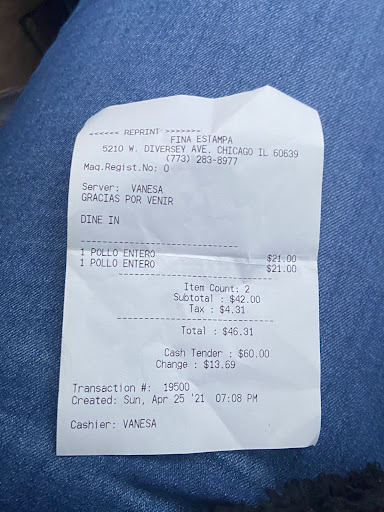 <<<<<< REPRINT >>>>>>>
FINA ESTAMPA
5210 W. DIVERSEY AVE. CHICAGO IL 60639
(773) 283-8977
Maq.Regist.No: 0
Server: VANESA
GRACIAS POR VENIR
DINE IN
------------------------------
1 POLLO ENTERO $21.00
1 POLLO ENTERO $21.00
------------------------------
Item Count: 2
Subtotal : $42.00
Tax : $4.31
------------------------------
Total : $46.31
Cash Tender : $60.00
Change : $13.69
Transaction #: 19500
Created: Sun, Apr 25 '21 07:08 PM
Cashier: VANESA